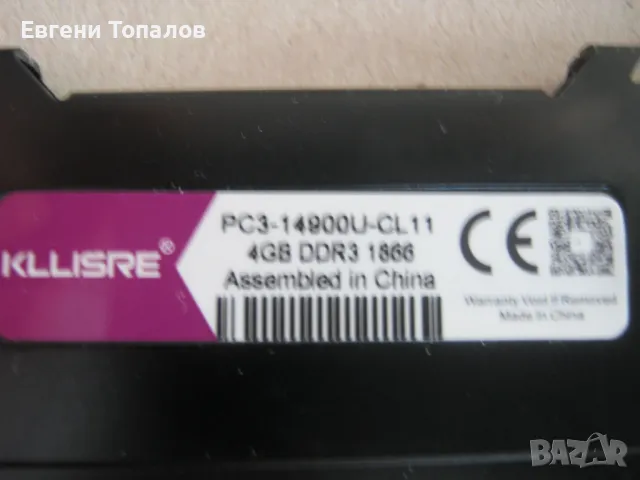 Евгени Топалов
PC3-14900U-CL11
4GB DDR3 1866
Assembled in China
KLLISRE®
CE
Warranty Void If Removed
Made In China
BAZAR